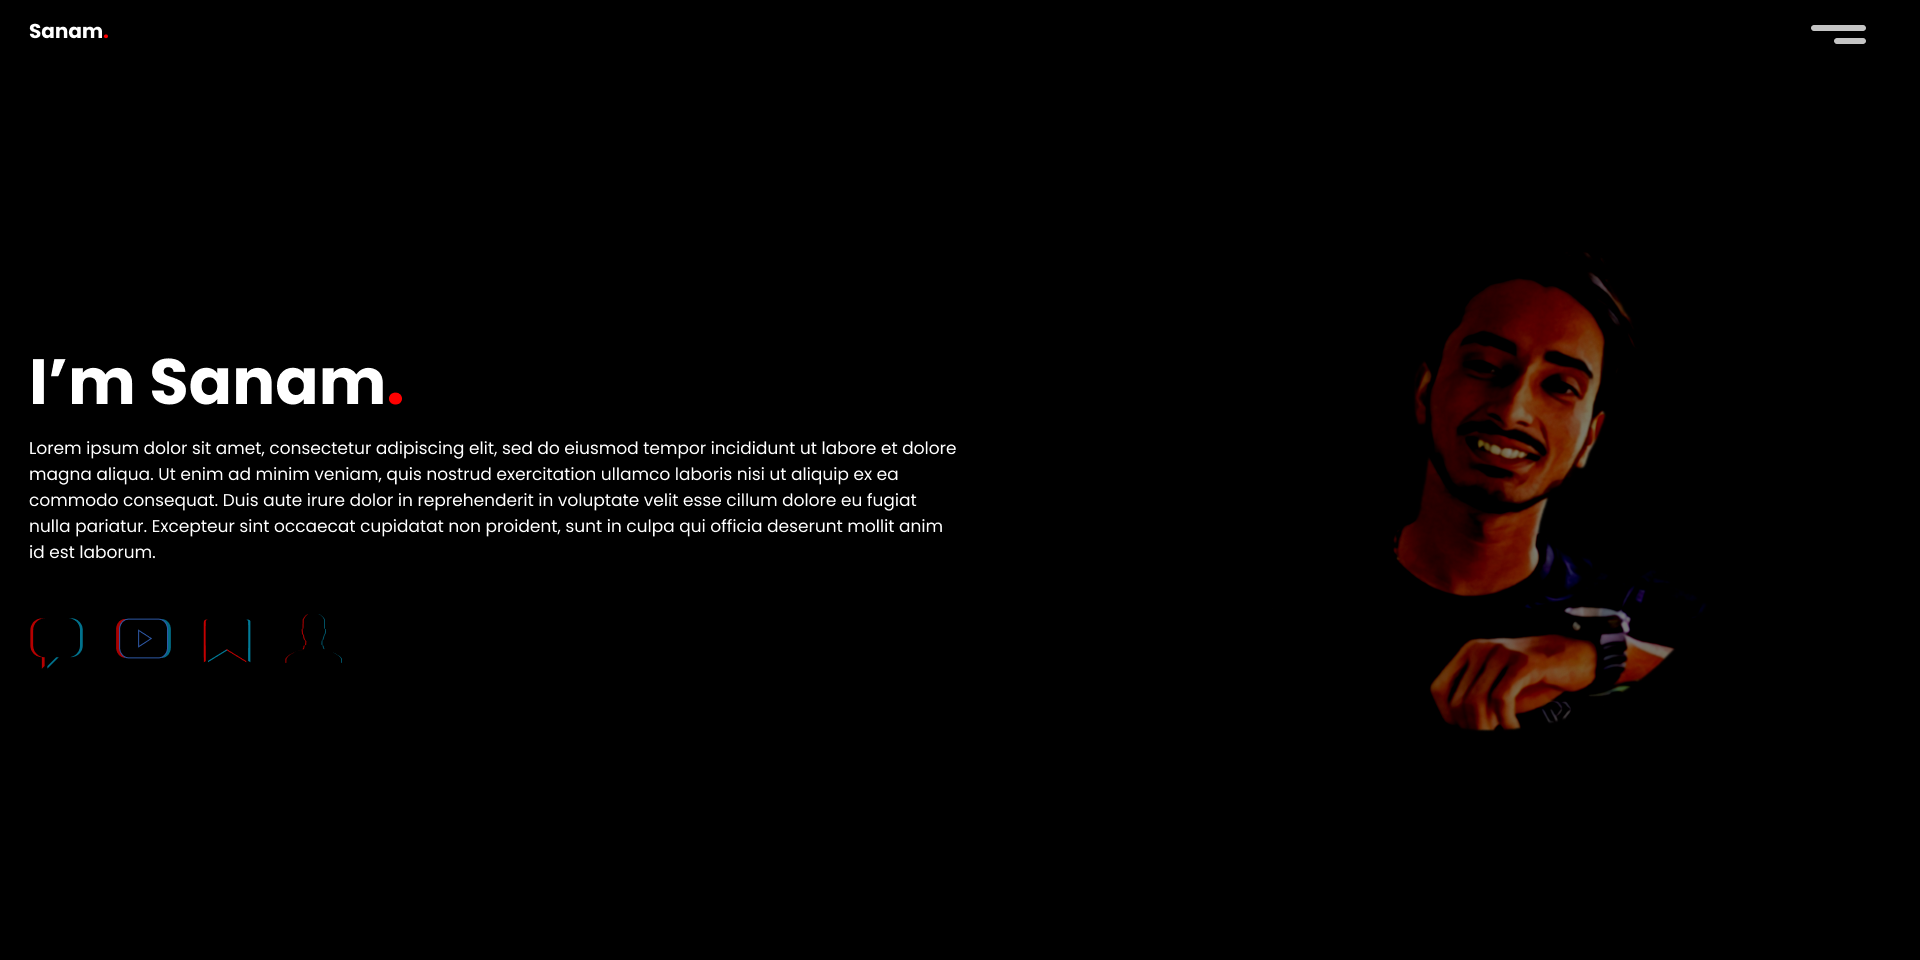 Sanam.
I’m Sanam.
Lorem ipsum dolor sit amet, consectetur adipiscing elit, sed do eiusmod tempor incididunt ut labore et dolore
magna aliqua. Ut enim ad minim veniam, quis nostrud exercitation ullamco laboris nisi ut aliquip ex ea
commodo consequat. Duis aute irure dolor in reprehenderit in voluptate velit esse cillum dolore eu fugiat
nulla pariatur. Excepteur sint occaecat cupidatat non proident, sunt in culpa qui officia deserunt mollit anim
id est laborum.